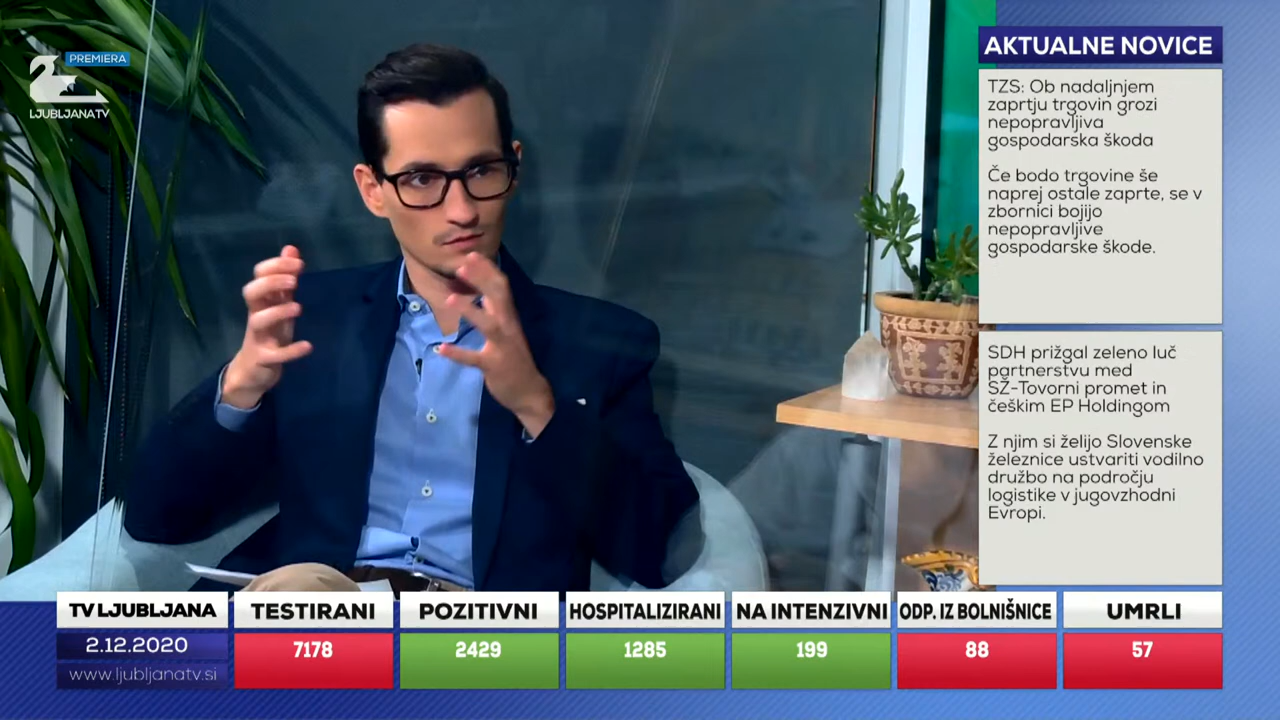 PREMIERA
LJUBLJANATV
AKTUALNE NOVICE
TZS: Ob nadaljnjem
zaprtju trgovin grozi
nepopravljiva
gospodarska škoda
Če bodo trgovine še
naprej ostale zaprte, se v
zbornici bojijo
nepopravljive
gospodarske škode.
SDH prižgal zeleno luč
partnerstvu med
SŽ-Tovorni promet in
češkim EP Holdingom
Z njim si želijo Slovenske
železnice ustvariti vodilno
družbo na področju
logistike v jugovzhodni
Evropi.
TV LJUBLJANA TESTIRANI POZITIVNI HOSPITALIZIRANI NA INTENZIVNI ODP. IZ BOLNIŠNICE UMRLI
2.12.2020 7178 2429 1285 199 88 57
www.ljubljanatv.si